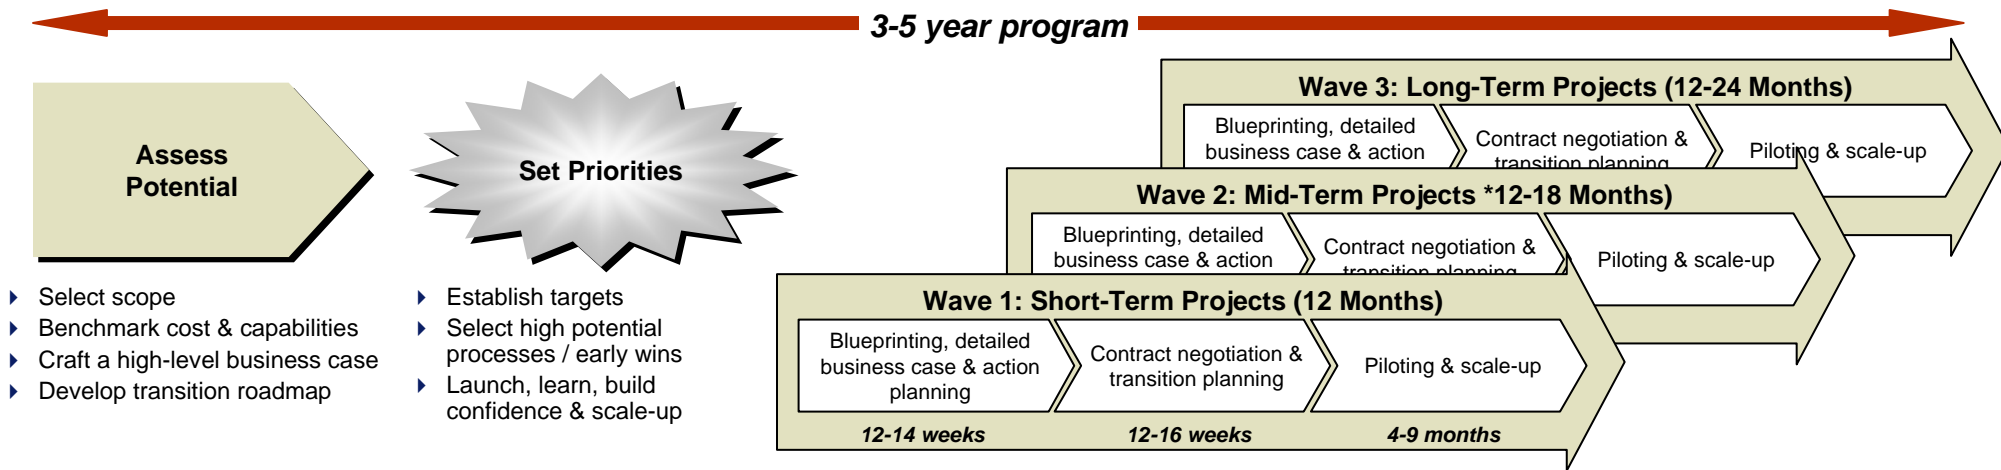 3-5 year program
Assess
Potential
Select scope
Benchmark cost & capabilities
Craft a high-level business case
Develop transition roadmap
Set Priorities
Establish targets
Select high potential
processes / early wins
Launch, learn, build
confidence & scale-up
Wave 3: Long-Term Projects (12-24 Months)
Blueprinting, detailed
business case & action
Contract negotiation &
transition planning
Piloting & scale-up
Wave 2: Mid-Term Projects *12-18 Months)
Blueprinting, detailed
business case & action
Contract negotiation &
transition planning
Piloting & scale-up
Wave 1: Short-Term Projects (12 Months)
Blueprinting, detailed
business case & action
planning
Contract negotiation &
transition planning
Piloting & scale-up
12-14 weeks
12-16 weeks
4-9 months